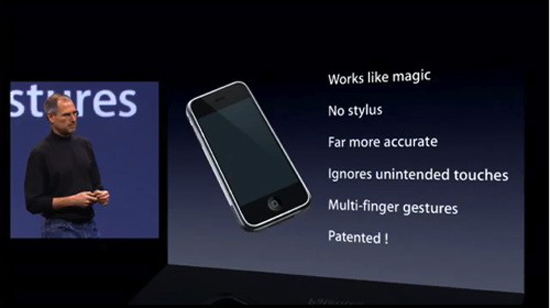 stures
Works like magic
No stylus
Far more accurate
Ignores unintended touches
Multi-finger gestures
Patented !